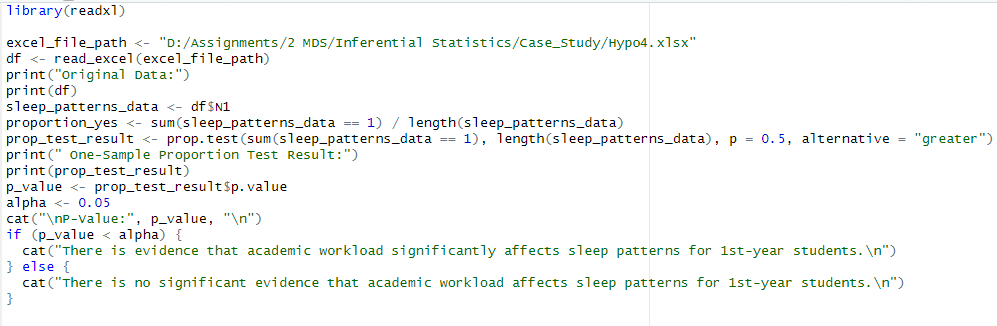 library(readxl)
excel_file_path <- "D:/Assignments/2 MDS/Inferential Statistics/Case_Study/Hypo4.xlsx"
df <- read_excel(excel_file_path)
print("Original Data:")
print(df)
sleep_patterns_data <- df$N1
proportion_yes <- sum(sleep_patterns_data == 1) / length(sleep_patterns_data)
prop_test_result <- prop.test(sum(sleep_patterns_data == 1), length(sleep_patterns_data), p = 0.5, alternative = "greater")
print(" One-Sample Proportion Test Result:")
print(prop_test_result)
p_value <- prop_test_result$p.value
alpha <- 0.05
cat("\nP-Value:", p_value, "\n")
if (p_value < alpha) {
  cat("There is evidence that academic workload significantly affects sleep patterns for 1st-year students.\n")
} else {
  cat("There is no significant evidence that academic workload affects sleep patterns for 1st-year students.\n")
}